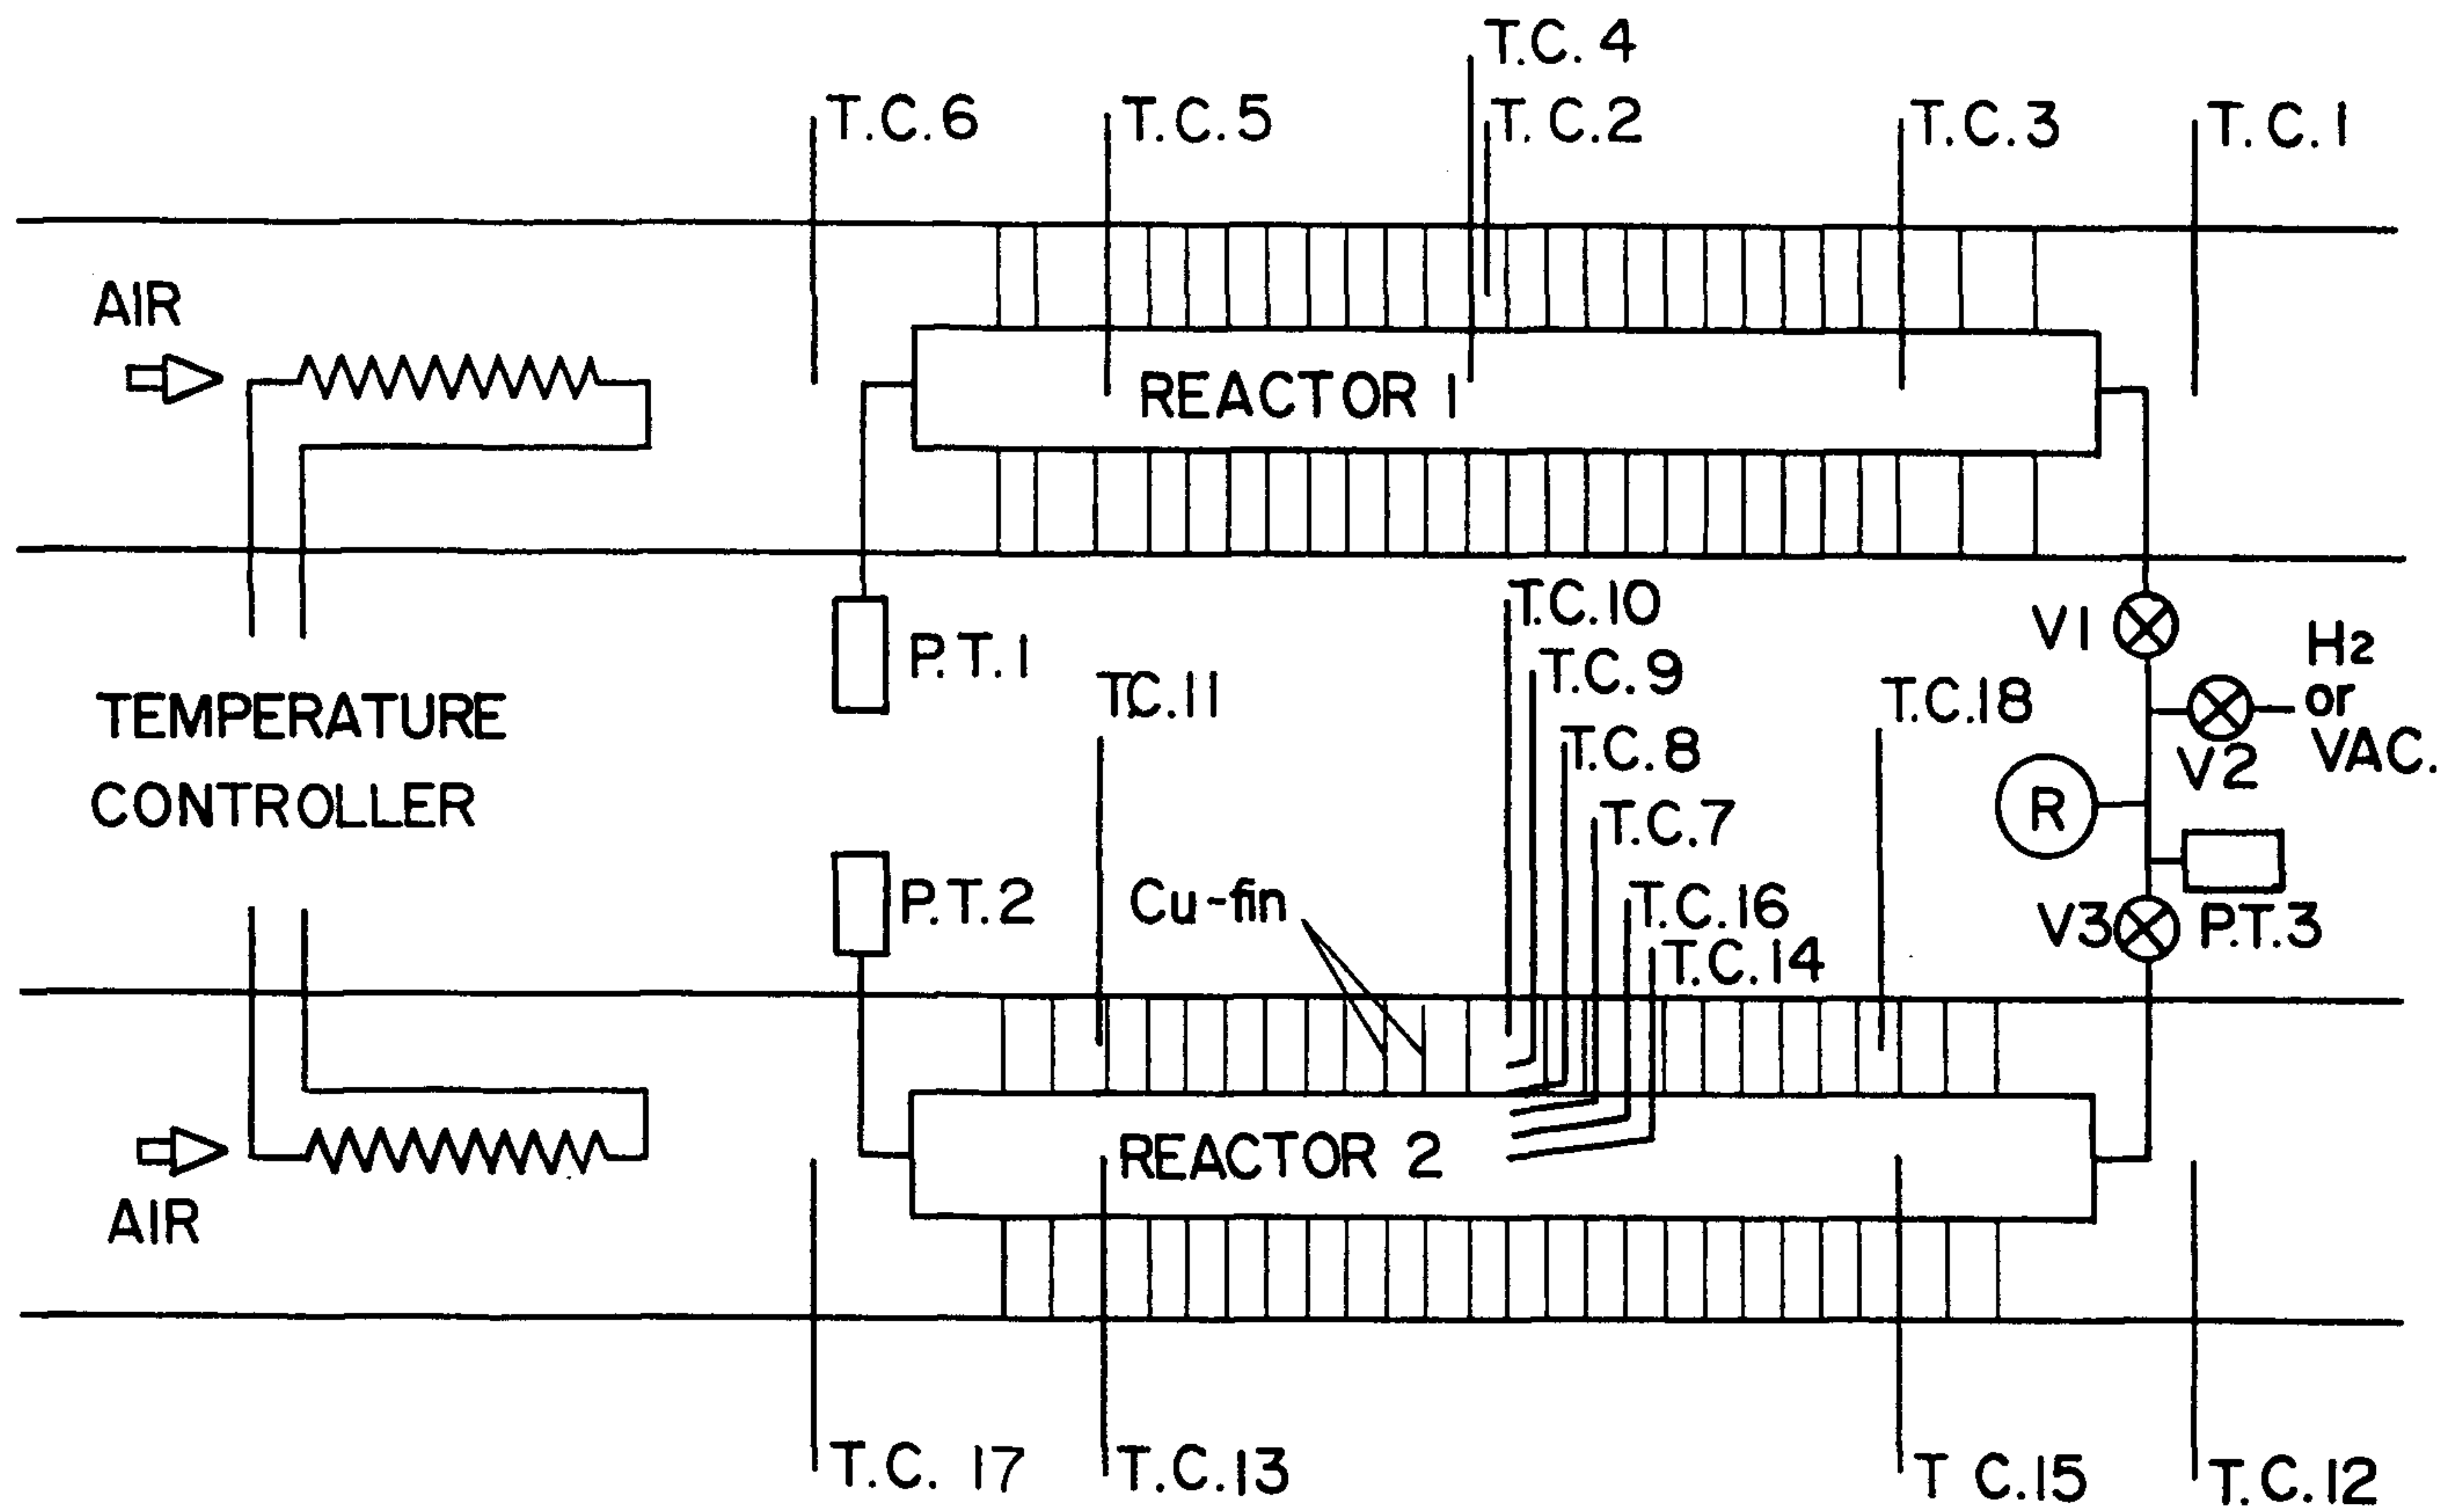 T.C. 4
T.C.6
T.C.5
T.C.2
T.C.3
T.C.1
AIR
REACTOR 1
T.C.10
V1
H2
or
VAC.
P.T.1
T.C.9
TC.11
T.C.18
TEMPERATURE
CONTROLLER
T.C.8
V2
R
T.C.7
P.T.2
Cu-fin
T.C.16
V3
P.T.3
T.C.14
REACTOR 2
AIR
T.C. 17
T.C.13
T C.15
T.C.12